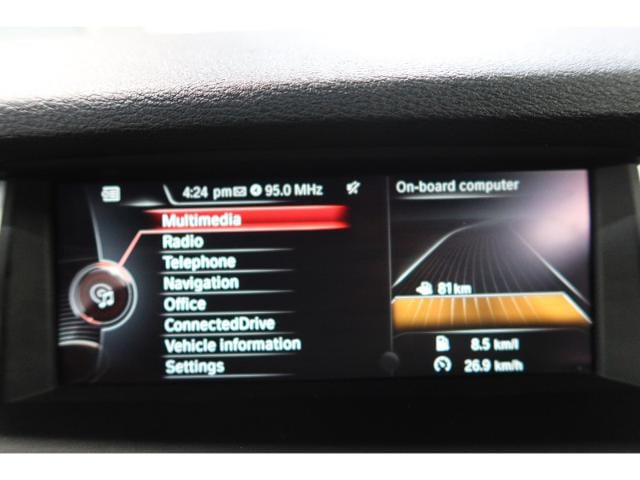 4:24 pm 95.0 MHz
Multimedia
Radio
Telephone
Navigation
Office
ConnectedDrive
Vehicle information
Settings
On-board computer
81 km
8.5 km/l
26.9 km/h